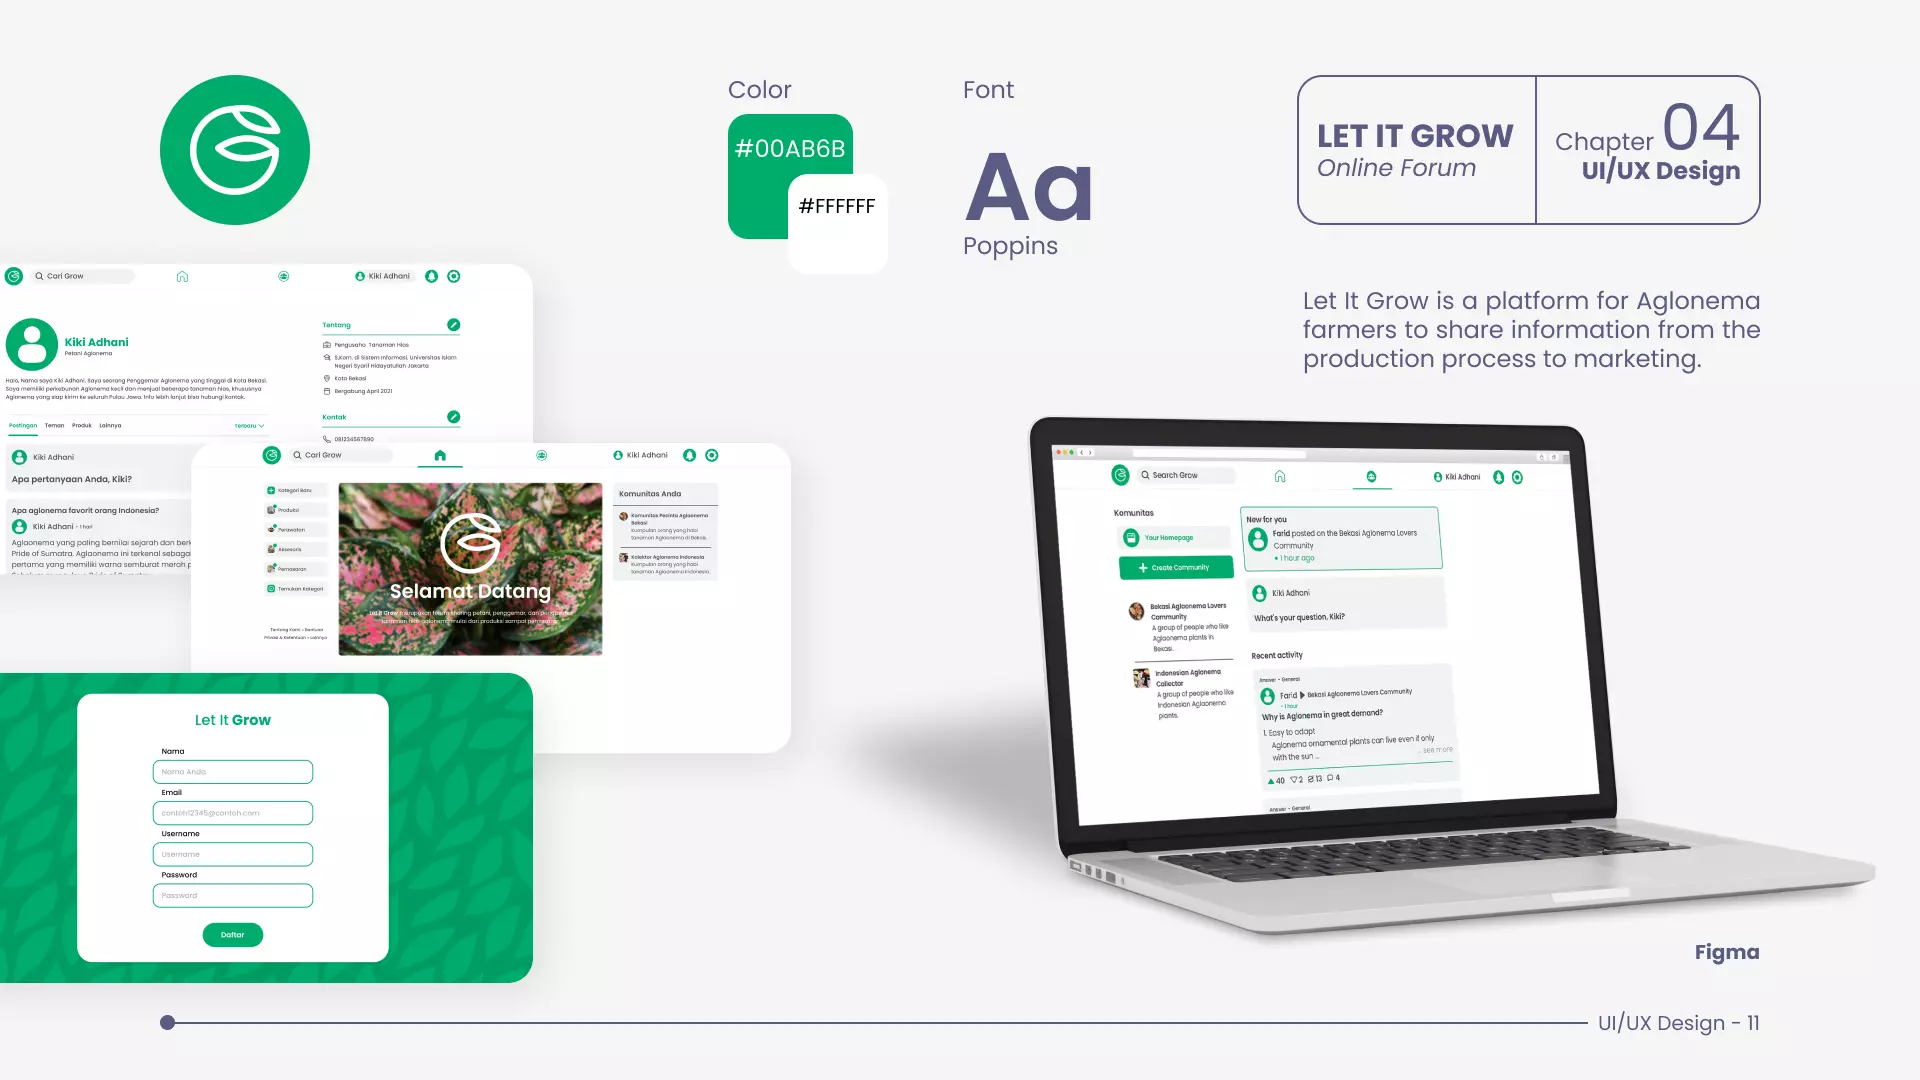 Color
#00AB6B
#FFFFFF
Font
Aa
Poppins
LET IT GROW
Online Forum
Chapter 04
UI/UX Design
Let It Grow is a platform for Aglonema
farmers to share information from the
production process to marketing.
Cari Grow
Kiki Adhani
Kiki Adhani
Petani Aglonema
Halo, Nama saya Kiki Adhani. Saya seorang Penggemar Aglonema yang tinggal di Kota Bekasi.
Saya memiliki perkebunan Aglonema kecil dan menjual beberapa tanaman hias, khususnya
Aglonema yang siap kirim ke seluruh Pulau Jawa. Info lebih lanjut bisa hubungi kontak.
Postingan Teman Produk Lainnya
Terbaru
Kiki Adhani
Apa pertanyaan Anda, Kiki?
Apa aglonema favorit orang Indonesia?
Kiki Adhani • 1 hari
Aglaonema yang paling bernilai sejarah dan berk
Pride of Sumatra. Aglaonema ini terkenal sebagai
pertama yang memiliki warna semburat merah p
Tentang
Pengusaha Tanaman Hias
S.Kom. di Sistem Informasi, Universitas Islam
Negeri Syarif Hidayatullah Jakarta
Kota Bekasi
Bergabung April 2021
Kontak
081234567890
Cari Grow
Kiki Adhani
Kategori Baru
Produksi
Perawatan
Aksesoris
Pemasaran
Temukan Kategori
Tentang Kami • Bantuan
Privasi & Ketentuan • Lainnya
Selamat Datang
Let It Grow merupakan forum sharing petani, penggemar, dan
tanaman hias aglonema mulai dari produksi sampai pemasaran
Komunitas Anda
Komunitas Pecinta Aglaonema
Bekasi
Kumpulan orang yang hobi
tanaman Aglaonema di Bekasi.
Kolektor Aglonema Indonesia
Kumpulan orang yang hobi
tanaman Aglaonema Indonesia.
Let It Grow
Nama
Nama Anda
Email
contoh12345@contoh.com
Username
Username
Password
Password
Daftar
Search Grow
Kiki Adhani
Komunitas
Your Homepage
Create Community
Bekasi Aglaonema Lovers
Community
A group of people who like
Aglaonema plants in
Bekasi.
Indonesian Aglonema
Collector
A group of people who like
Indonesian Aglaonema
plants.
New for you
Farid posted on the Bekasi Aglonema Lovers
Community
• 1 hour ago
Kiki Adhani
What's your question, Kiki?
Recent activity
Answer • General
Farid ▶ Bekasi Aglonema Lovers Community
• 1 hour
Why is Aglonema in great demand?
1. Easy to adapt
Aglonema ornamental plants can live even if only
with the sun ...
... see more
40 2 13 4
Answer • General
Figma
UI/UX Design - 11